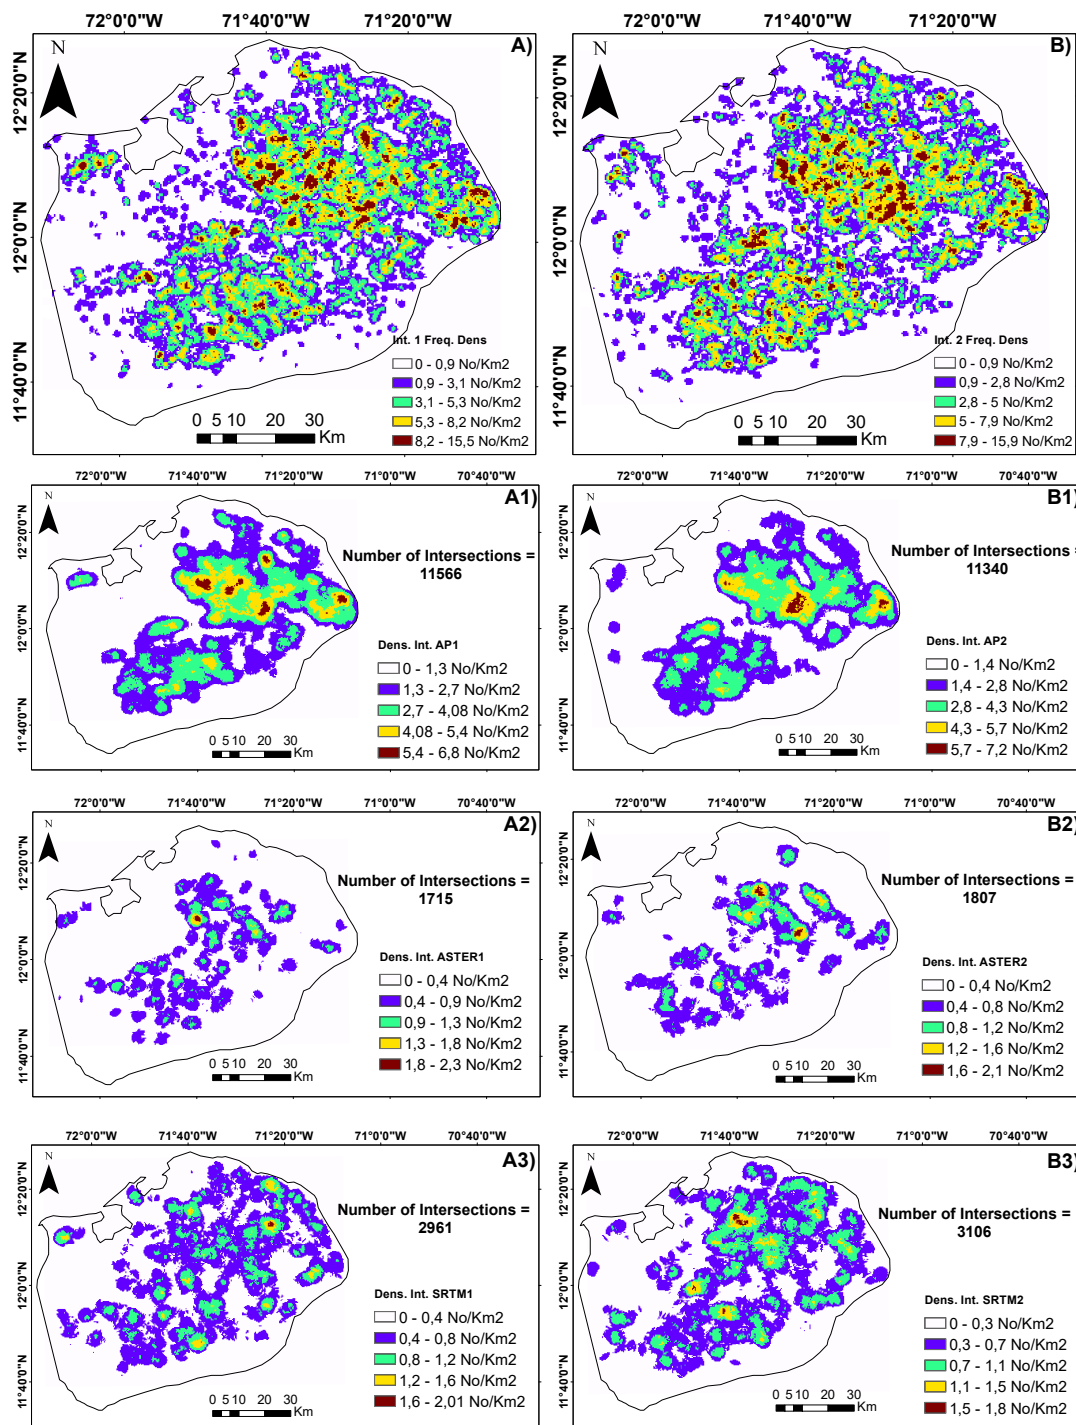 72°0'0"W 71°40'0"W 71°20'0"W
A)
N
12°20'0"N
12°0'0"N
11°40'0"N
Int. 1 Freq. Dens
0 - 0,9 No/Km2
0,9 - 3,1 No/Km2
3,1 - 5,3 No/Km2
5,3 - 8,2 No/Km2
8,2 - 15,5 No/Km2
0 5 10 20 30
Km
72°0'0"W 71°40'0"W 71°20'0"W
B)
N
12°20'0"N
12°0'0"N
11°40'0"N
Int. 2 Freq. Dens
0 - 0,9 No/Km2
0,9 - 2,8 No/Km2
2,8 - 5 No/Km2
5 - 7,9 No/Km2
7,9 - 15,9 No/Km2
0 5 10 20 30
Km
72°0'0"W 71°40'0"W 71°20'0"W 71°0'0"W 70°40'0"W
A1)
N
12°20'0"N
12°0'0"N
11°40'0"N
Number of Intersections =
11566
Dens. Int. AP1
0 - 1,3 No/Km2
1,3 - 2,7 No/Km2
2,7 - 4,08 No/Km2
4,08 - 5,4 No/Km2
5,4 - 6,8 No/Km2
0 5 10 20 30
Km
72°0'0"W 71°40'0"W 71°20'0"W 71°0'0"W 70°40'0"W
B1)
N
12°20'0"N
12°0'0"N
11°40'0"N
Number of Intersections =
11340
Dens. Int. AP2
0 - 1,4 No/Km2
1,4 - 2,8 No/Km2
2,8 - 4,3 No/Km2
4,3 - 5,7 No/Km2
5,7 - 7,2 No/Km2
0 5 10 20 30
Km
72°0'0"W 71°40'0"W 71°20'0"W 71°0'0"W 70°40'0"W
A2)
N
12°20'0"N
12°0'0"N
11°40'0"N
Number of Intersections =
1715
Dens. Int. ASTER1
0 - 0,4 No/Km2
0,4 - 0,9 No/Km2
0,9 - 1,3 No/Km2
1,3 - 1,8 No/Km2
1,8 - 2,3 No/Km2
0 5 10 20 30
Km
72°0'0"W 71°40'0"W 71°20'0"W 71°0'0"W 70°40'0"W
B2)
N
12°20'0"N
12°0'0"N
11°40'0"N
Number of Intersections =
1807
Dens. Int. ASTER2
0 - 0,4 No/Km2
0,4 - 0,8 No/Km2
0,8 - 1,2 No/Km2
1,2 - 1,6 No/Km2
1,6 - 2,1 No/Km2
0 5 10 20 30
Km
72°0'0"W 71°40'0"W 71°20'0"W 71°0'0"W 70°40'0"W
A3)
N
12°20'0"N
12°0'0"N
11°40'0"N
Number of Intersections =
2961
Dens. Int. SRTM1
0 - 0,4 No/Km2
0,4 - 0,8 No/Km2
0,8 - 1,2 No/Km2
1,2 - 1,6 No/Km2
1,6 - 2,01 No/Km2
0 5 10 20 30
Km
72°0'0"W 71°40'0"W 71°20'0"W 71°0'0"W 70°40'0"W
B3)
N
12°20'0"N
12°0'0"N
11°40'0"N
Number of Intersections =
3106
Dens. Int. SRTM2
0 - 0,3 No/Km2
0,3 - 0,7 No/Km2
0,7 - 1,1 No/Km2
1,1 - 1,5 No/Km2
1,5 - 1,8 No/Km2
0 5 10 20 30
Km